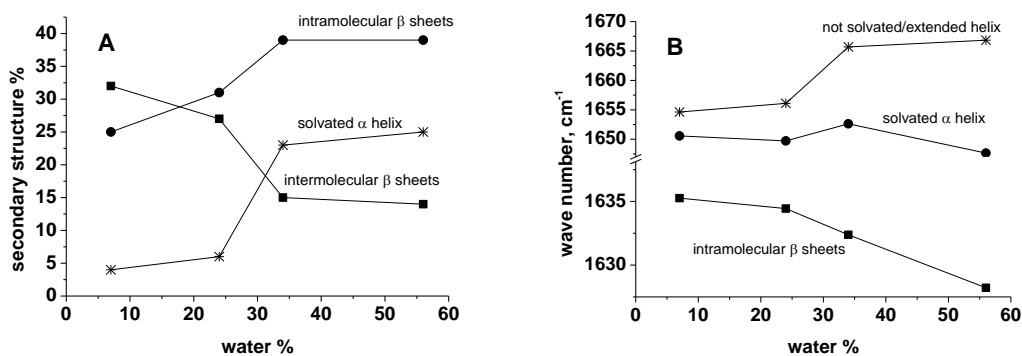 A
intramolecular β sheets
solvated α helix
intermolecular β sheets
secondary structure %
40
35
30
25
20
15
10
5
0
0 10 20 30 40 50 60
water %
B
not solvated/extended helix
solvated α helix
intramolecular β sheets
wave number, cm-1
1670
1665
1660
1655
1650
1635
1630
0 10 20 30 40 50 60
water %